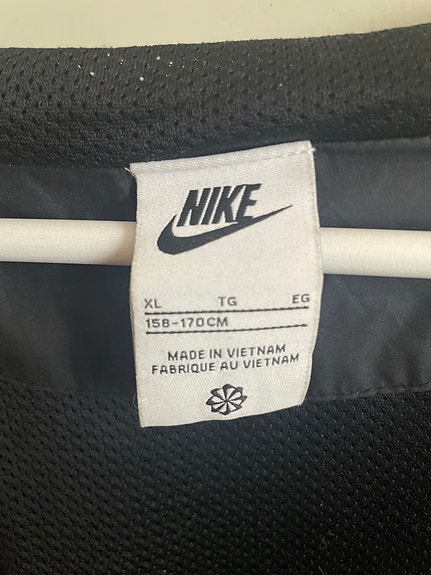 NIKE
XL TG EG
158-170CM
MADE IN VIETNAM
FABRIQUE AU VIETNAM